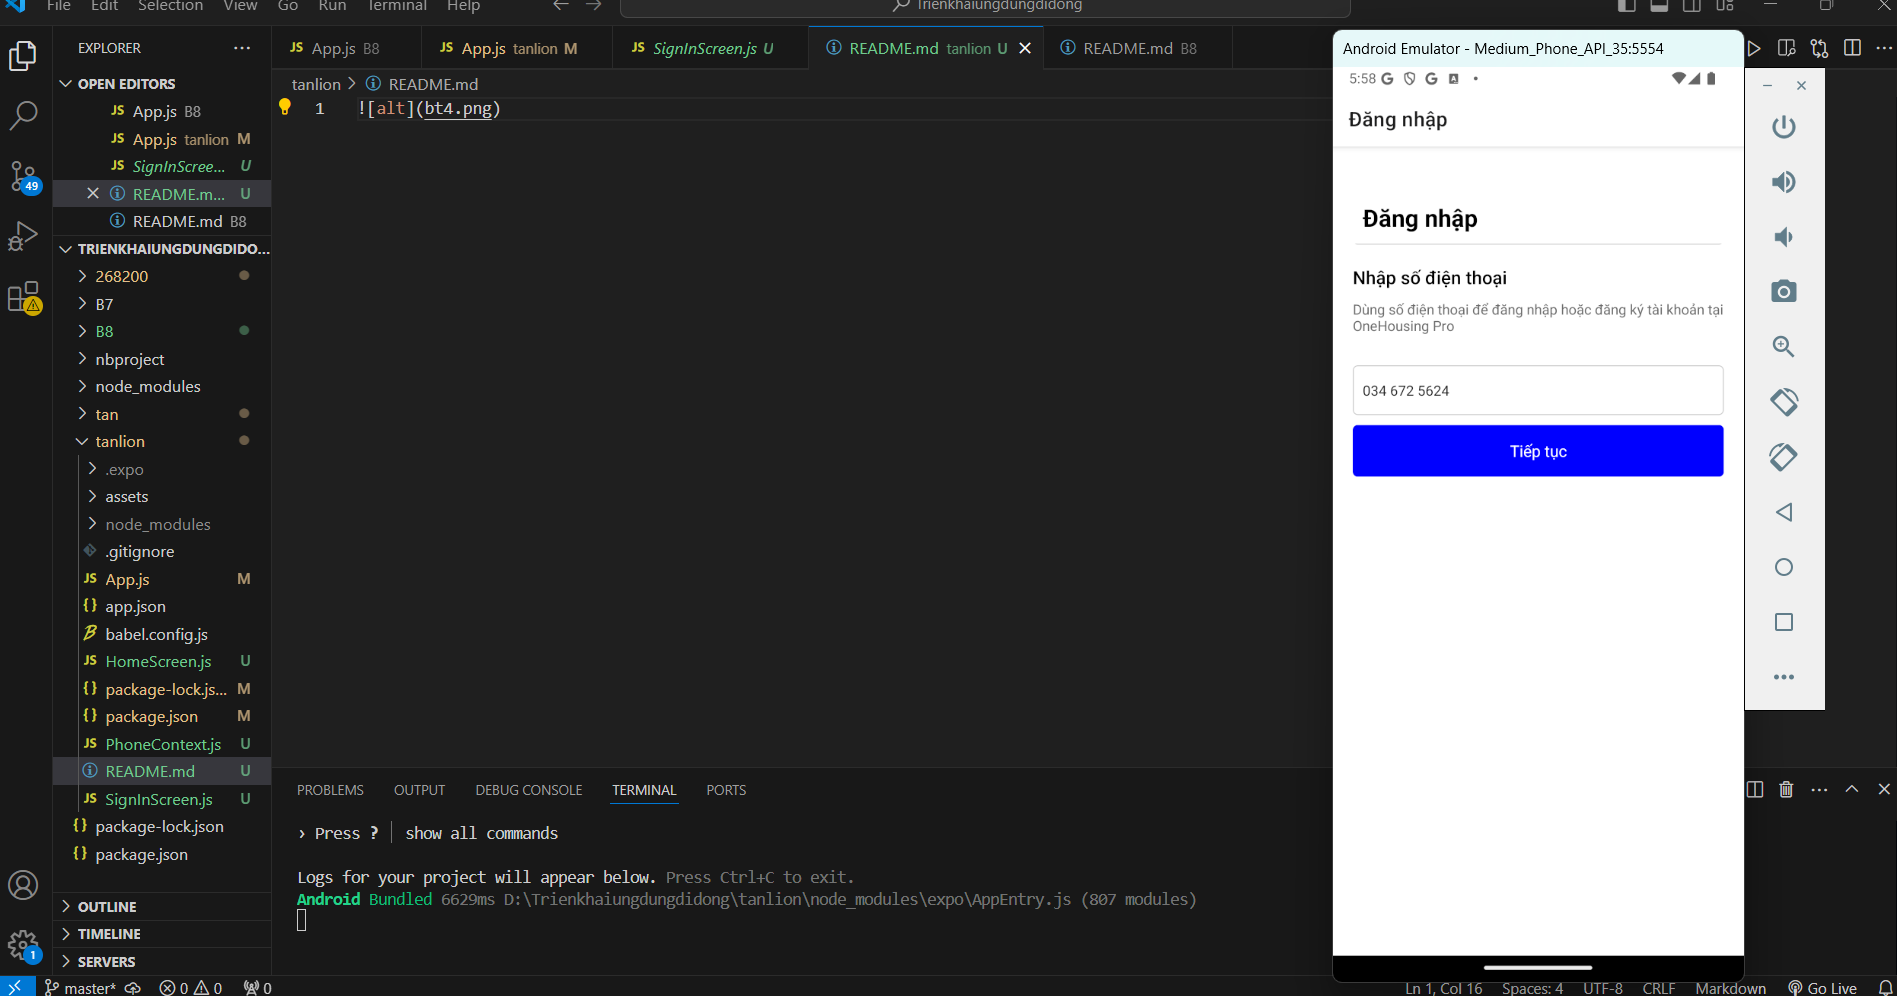 File Edit Selection View Go Run Terminal Help
Trienkhaiungdungdidong
EXPLORER
OPEN EDITORS
JS App.js B8
JS App.js tanlion M
JS SignInScree... U
README.m... U
README.md B8
TRIENKHAIUNGDUNGDIDO...
268200
B7
B8
nbproject
node_modules
tan
tanlion
.expo
assets
node_modules
.gitignore
JS App.js M
{} app.json
babel.config.js
JS HomeScreen.js U
{} package-lock.js... M
{} package.json M
JS PhoneContext.js U
README.md U
JS SignInScreen.js U
{} package-lock.json
{} package.json
OUTLINE
TIMELINE
SERVERS
49
1
JS App.js B8
JS App.js tanlion M
JS SignInScreen.js U
README.md tanlion U
README.md B8
tanlion > README.md
1 ![alt](bt4.png)
PROBLEMS OUTPUT DEBUG CONSOLE TERMINAL PORTS
› Press ? │ show all commands
Logs for your project will appear below. Press Ctrl+C to exit.
Android Bundled 6629ms D:\Trienkhaiungdungdidong\tanlion\node_modules\expo\AppEntry.js (807 modules)
Android Emulator - Medium_Phone_API_35:5554
5:58
Đăng nhập
Đăng nhập
Nhập số điện thoại
Dùng số điện thoại để đăng nhập hoặc đăng ký tài khoản tại
OneHousing Pro
034 672 5624
Tiếp tục
master* 0 0 0
Ln 1, Col 16 Spaces: 4 UTF-8 CRLF Markdown Go Live